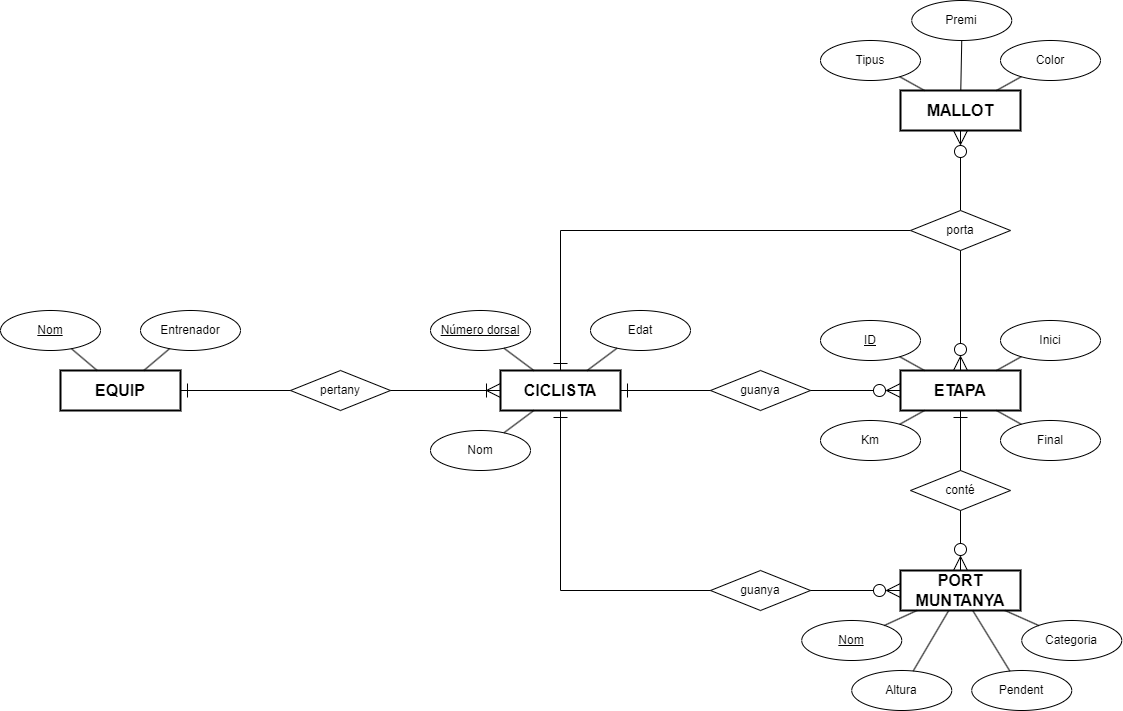 Premi
Tipus
Color
MALLOT
porta
Nom
Entrenador
Número dorsal
Edat
ID
Inici
EQUIP
pertany
CICLISTA
guanya
ETAPA
Nom
Km
Final
conté
guanya
PORT
MUNTANYA
Nom
Categoria
Altura
Pendent